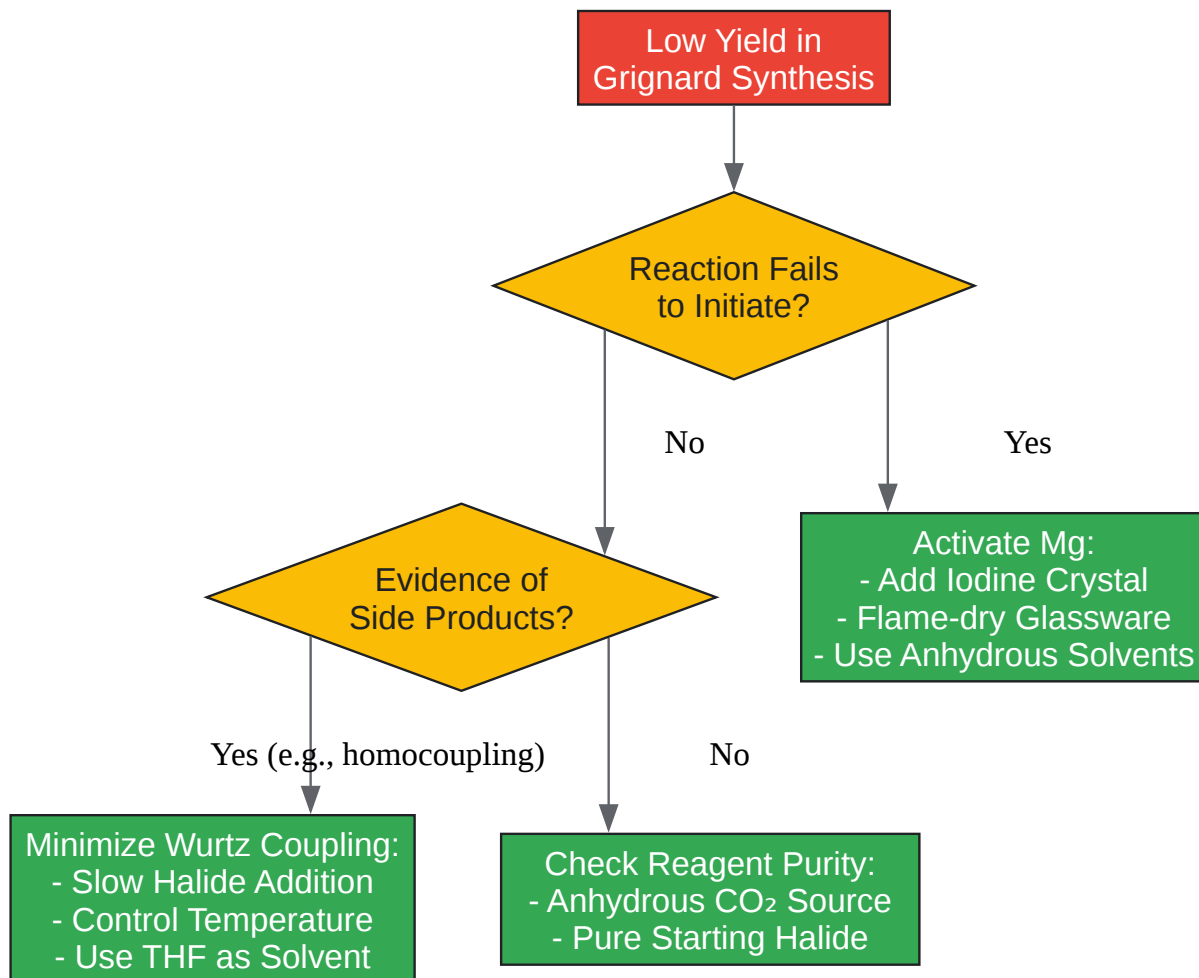 Low Yield in
Grignard Synthesis
Reaction Fails
to Initiate?
No
Yes
Activate Mg:
- Add Iodine Crystal
- Flame-dry Glassware
- Use Anhydrous Solvents
Evidence of
Side Products?
Yes (e.g., homocoupling)
No
Minimize Wurtz Coupling:
- Slow Halide Addition
- Control Temperature
- Use THF as Solvent
Check Reagent Purity:
- Anhydrous CO₂ Source
- Pure Starting Halide